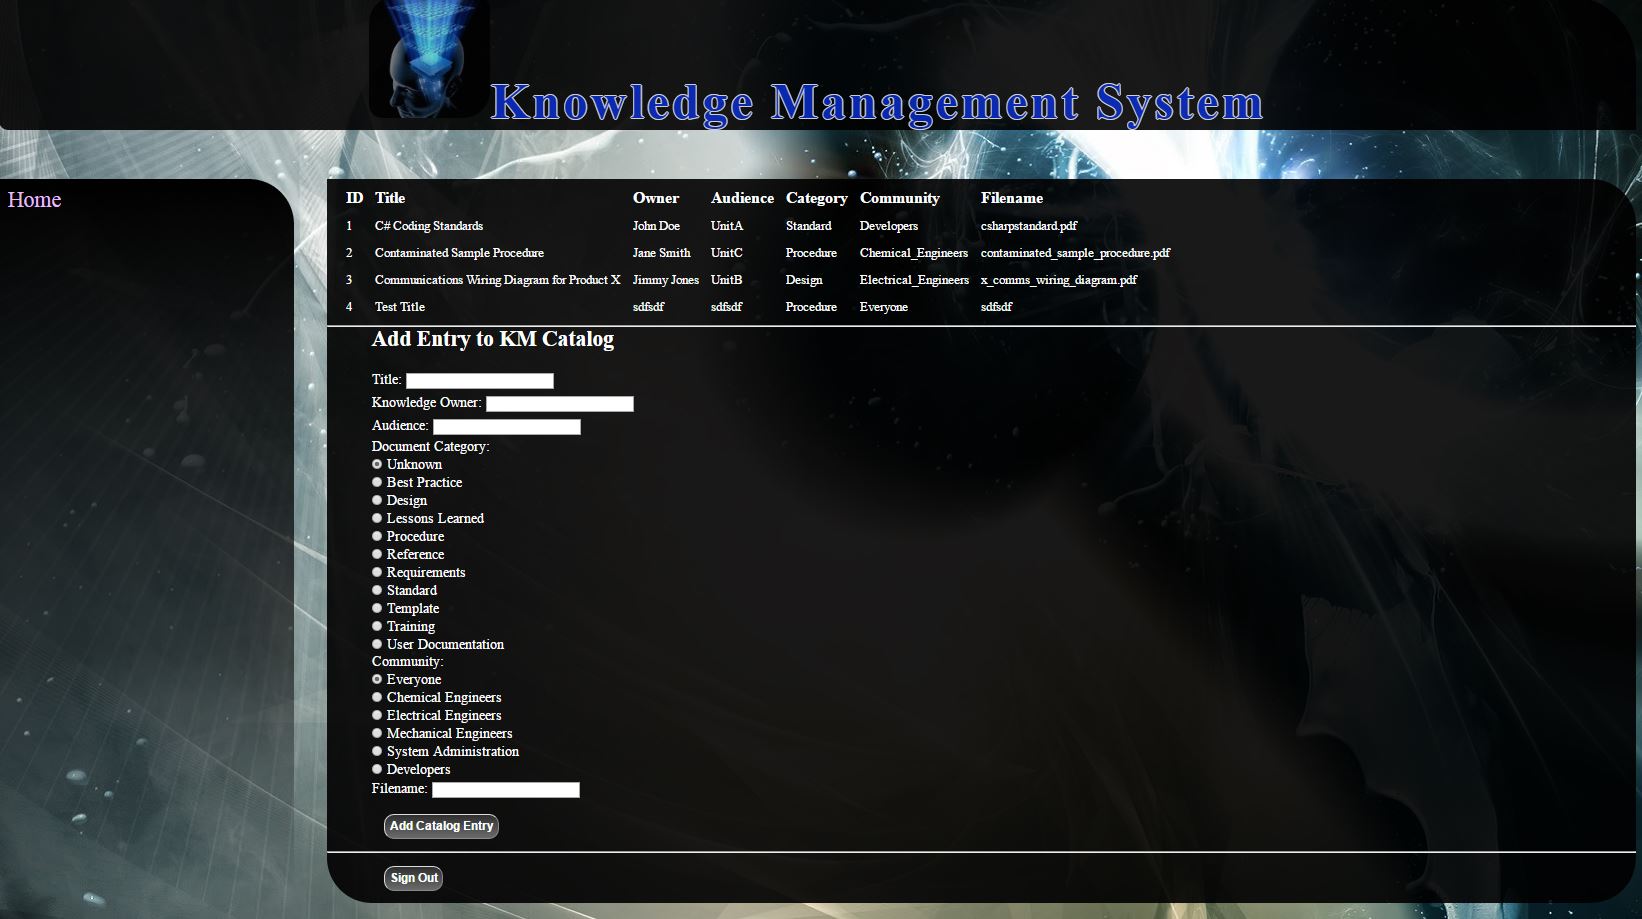 Knowledge Management System
Home
ID Title Owner Audience Category Community Filename
1 C# Coding Standards John Doe UnitA Standard Developers csharpstandard.pdf
2 Contaminated Sample Procedure Jane Smith UnitC Procedure Chemical_Engineers contaminated_sample_procedure.pdf
3 Communications Wiring Diagram for Product X Jimmy Jones UnitB Design Electrical_Engineers x_comms_wiring_diagram.pdf
4 Test Title sdfsdf sdfsdf Procedure Everyone sdfsdf
Add Entry to KM Catalog
Title:
Knowledge Owner:
Audience:
Document Category:
Unknown
Best Practice
Design
Lessons Learned
Procedure
Reference
Requirements
Standard
Template
Training
User Documentation
Community:
Everyone
Chemical Engineers
Electrical Engineers
Mechanical Engineers
System Administration
Developers
Filename:
Add Catalog Entry
Sign Out